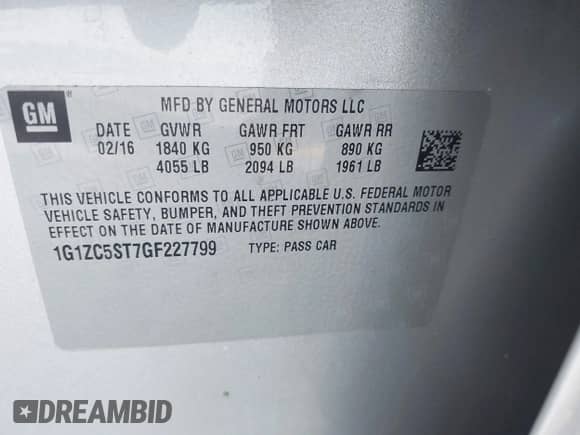 GM
MFD BY GENERAL MOTORS LLC
DATE GVWR GAWR FRT GAWR RR
02/16 1840 KG 950 KG 890 KG
4055 LB 2094 LB 1961 LB
THIS VEHICLE CONFORMS TO ALL APPLICABLE U.S. FEDERAL MOTOR
VEHICLE SAFETY, BUMPER, AND THEFT PREVENTION STANDARDS IN
EFFECT ON THE DATE OF MANUFACTURE SHOWN ABOVE.
1G1ZC5ST7GF227799 TYPE: PASS CAR
DREAMBID